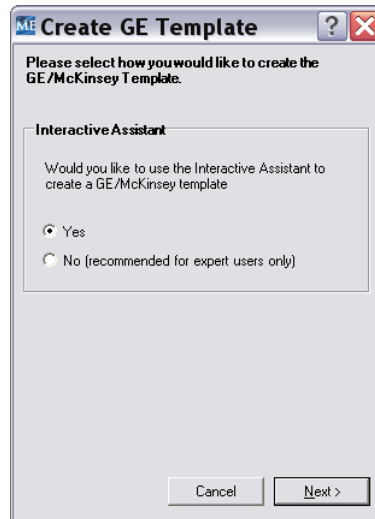 ME Create GE Template ?
Please select how you would like to create the
GE/McKinsey Template.
Interactive Assistant
Would you like to use the Interactive Assistant to
create a GE/McKinsey template
Yes
No (recommended for expert users only)
Cancel Next >